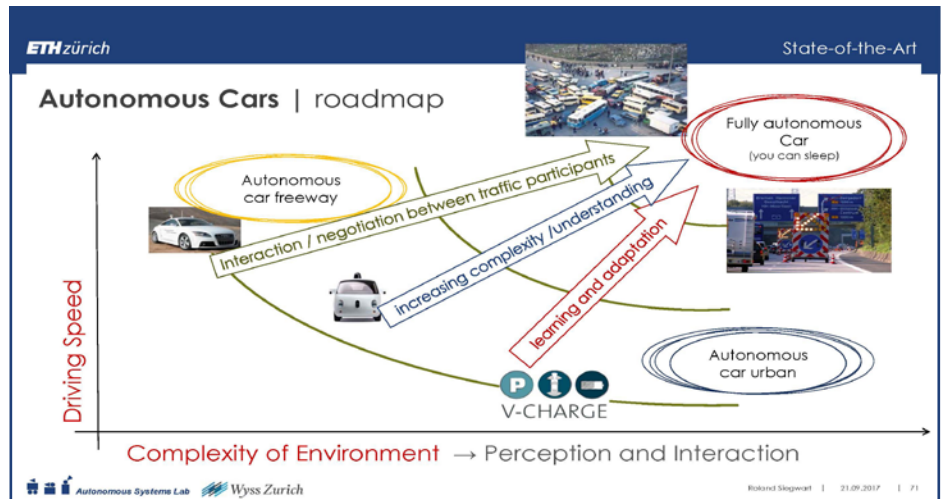 ETH zürich
State-of-the-Art
Autonomous Cars | roadmap
Fully autonomous
Car
(you can sleep)
Autonomous
car freeway
Interaction / negotiation between traffic participants
increasing complexity /understanding
learning and adaptation
Driving Speed
Autonomous
car urban
P
V-CHARGE
Complexity of Environment → Perception and Interaction
Autonomous Systems Lab
Wyss Zurich
Roland Siegwart | 21.09.2017 | 71